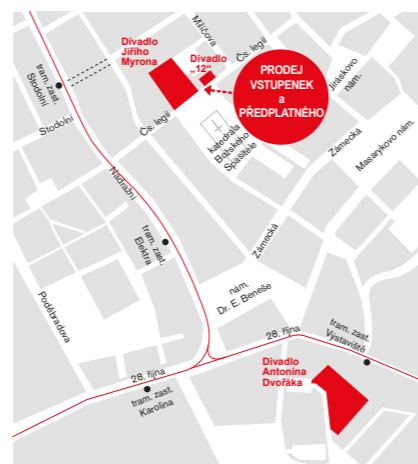 Milíčova
Divadlo
Jiřího
Myrona
Čs. legií
Divadlo
„12“
PRODEJ
VSTUPENEK
a
PŘEDPLATNÉHO
Jiráskovo
nám.
tram. zast.
Stodolní
Stodolní
Čs. legií
katedrála
Božského
Spasitele
Zámecká
Masarykovo nám.
Nádražní
tram. zast.
Elektra
Zámecká
nám.
Dr. E. Beneše
Poděbradova
28. října
tram. zast.
Výstaviště
Divadlo
Antonína
Dvořáka
28. října
tram. zast.
Karolina